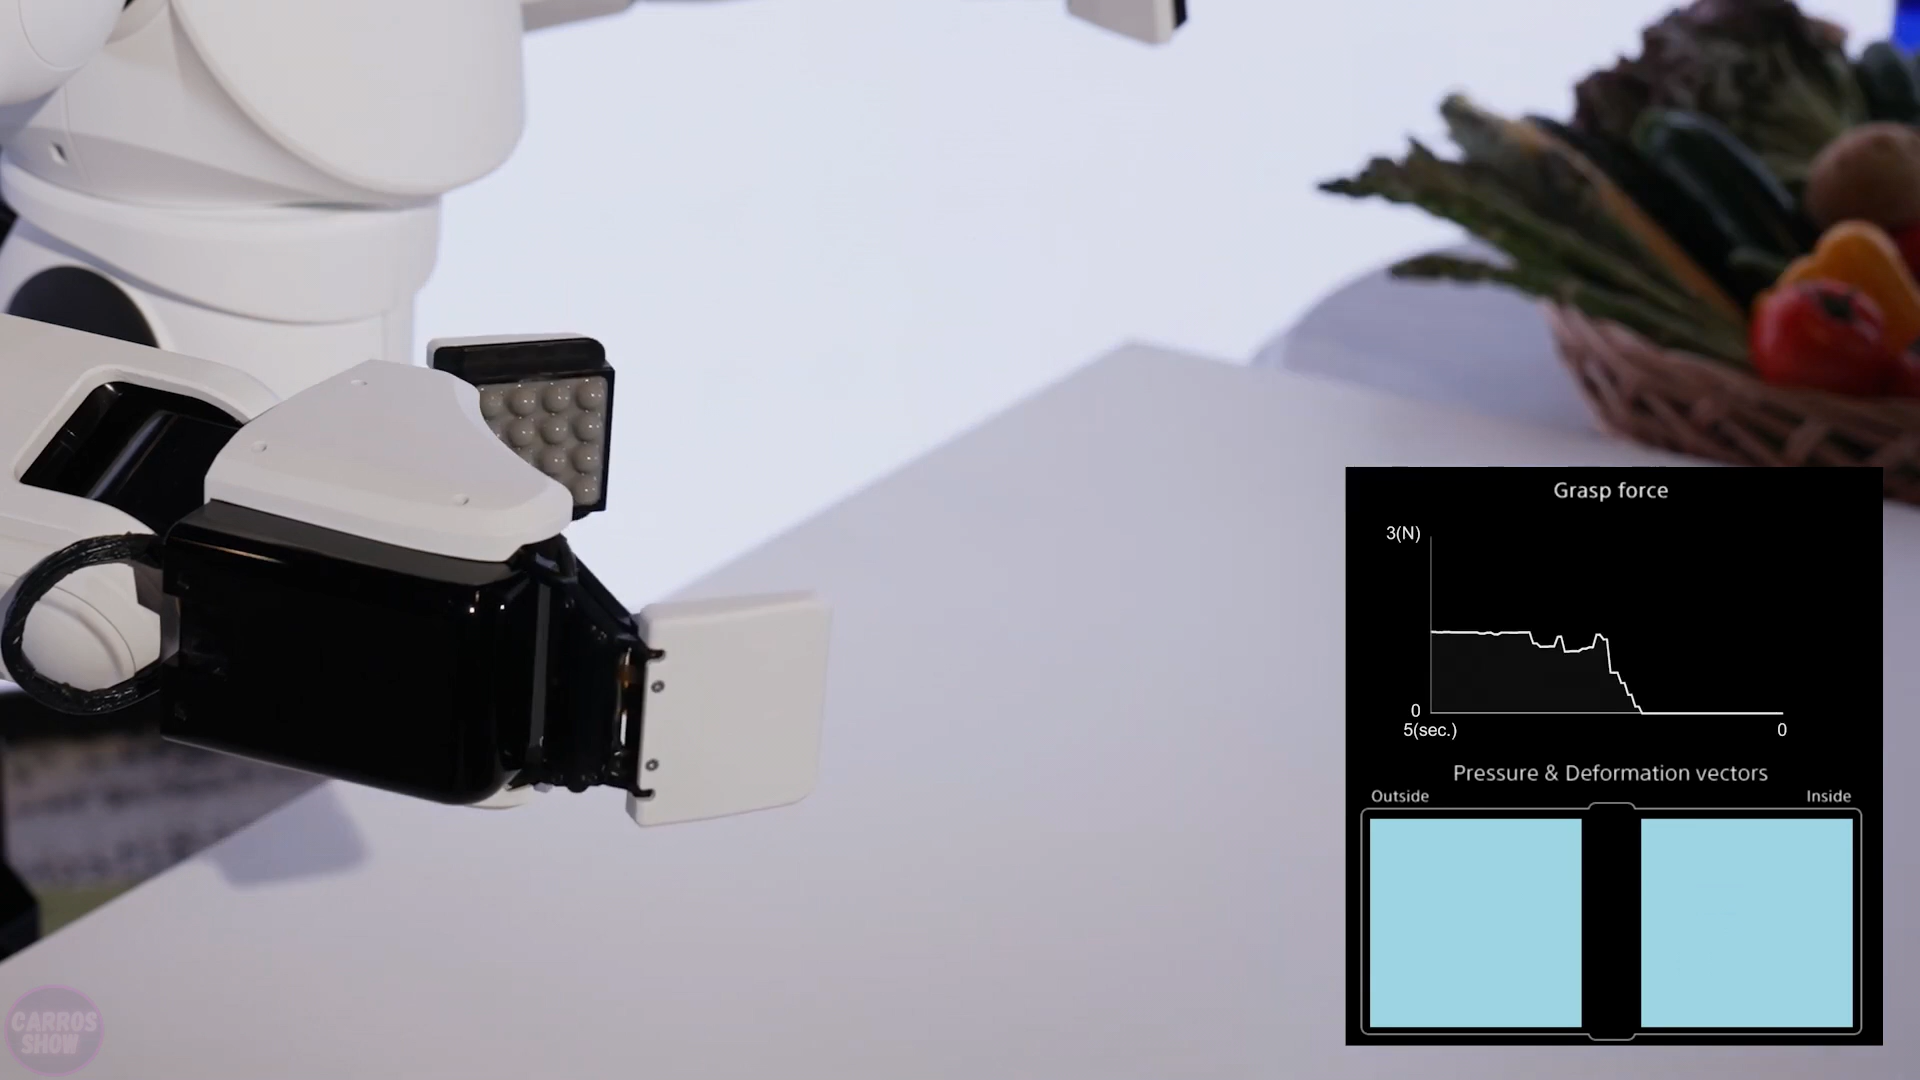 Grasp force
3(N)
0
5(sec.)
0
Pressure & Deformation vectors
Outside
Inside
CARROS
SHOW